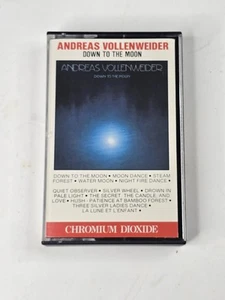 ANDREAS VOLLENWEIDER
DOWN TO THE MOON
ANDREAS VOLLENWEIDER
DOWN TO THE MOON
DOWN TO THE MOON • MOON DANCE • STEAM
FOREST • WATER MOON • NIGHT FIRE DANCE •
QUIET OBSERVER • SILVER WHEEL • DROWN IN
PALE LIGHT • THE SECRET, THE CANDLE, AND
LOVE • HUSH - PATIENCE AT BAMBOO FOREST •
THREE SILVER LADIES DANCE •
LA LUNE ET L'ENFANT •
CHROMIUM DIOXIDE